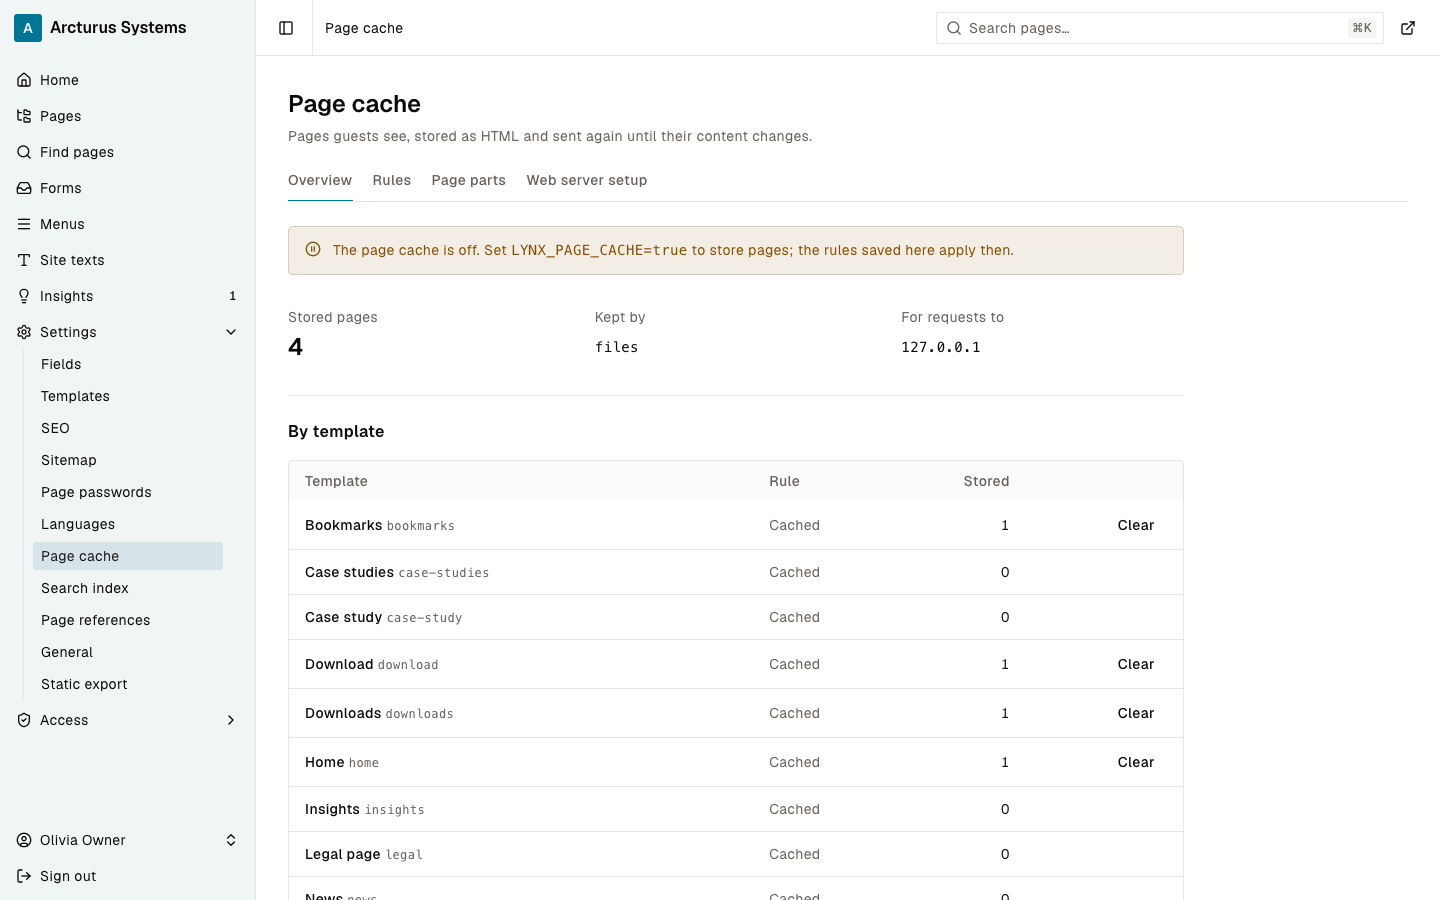 A Arcturus Systems
Page cache
Search pages… ⌘K
Home
Pages
Find pages
Forms
Menus
Site texts
Insights 1
Settings
Fields
Templates
SEO
Sitemap
Page passwords
Languages
Page cache
Search index
Page references
General
Static export
Access
Olivia Owner
Sign out
Page cache
Pages guests see, stored as HTML and sent again until their content changes.
Overview Rules Page parts Web server setup
The page cache is off. Set LYNX_PAGE_CACHE=true to store pages; the rules saved here apply then.
Stored pages Kept by For requests to
4 files 127.0.0.1
By template
Template Rule Stored
Bookmarks bookmarks Cached 1 Clear
Case studies case-studies Cached 0
Case study case-study Cached 0
Download download Cached 1 Clear
Downloads downloads Cached 1 Clear
Home home Cached 1 Clear
Insights insights Cached 0
Legal page legal Cached 0
News news Cached 0